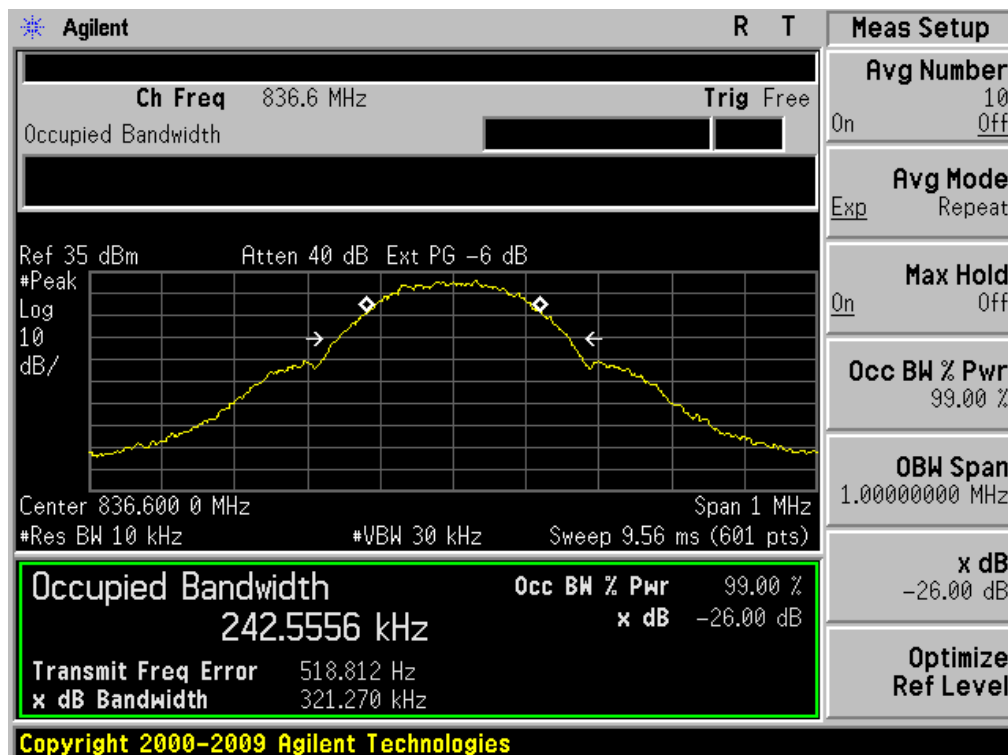 Agilent R T
Ch Freq 836.6 MHz Trig Free
Occupied Bandwidth
Ref 35 dBm Atten 40 dB Ext PG -6 dB
#Peak
Log
10
dB/
Center 836.600 0 MHz Span 1 MHz
#Res BW 10 kHz #VBW 30 kHz Sweep 9.56 ms (601 pts)
Occupied Bandwidth Occ BW % Pwr 99.00 %
242.5556 kHz x dB -26.00 dB
Transmit Freq Error 518.812 Hz
x dB Bandwidth 321.270 kHz
Copyright 2000-2009 Agilent Technologies
Meas Setup
Avg Number
10
On Off
Avg Mode
Exp Repeat
Max Hold
On Off
Occ BW % Pwr
99.00 %
OBW Span
1.00000000 MHz
x dB
-26.00 dB
Optimize
Ref Level